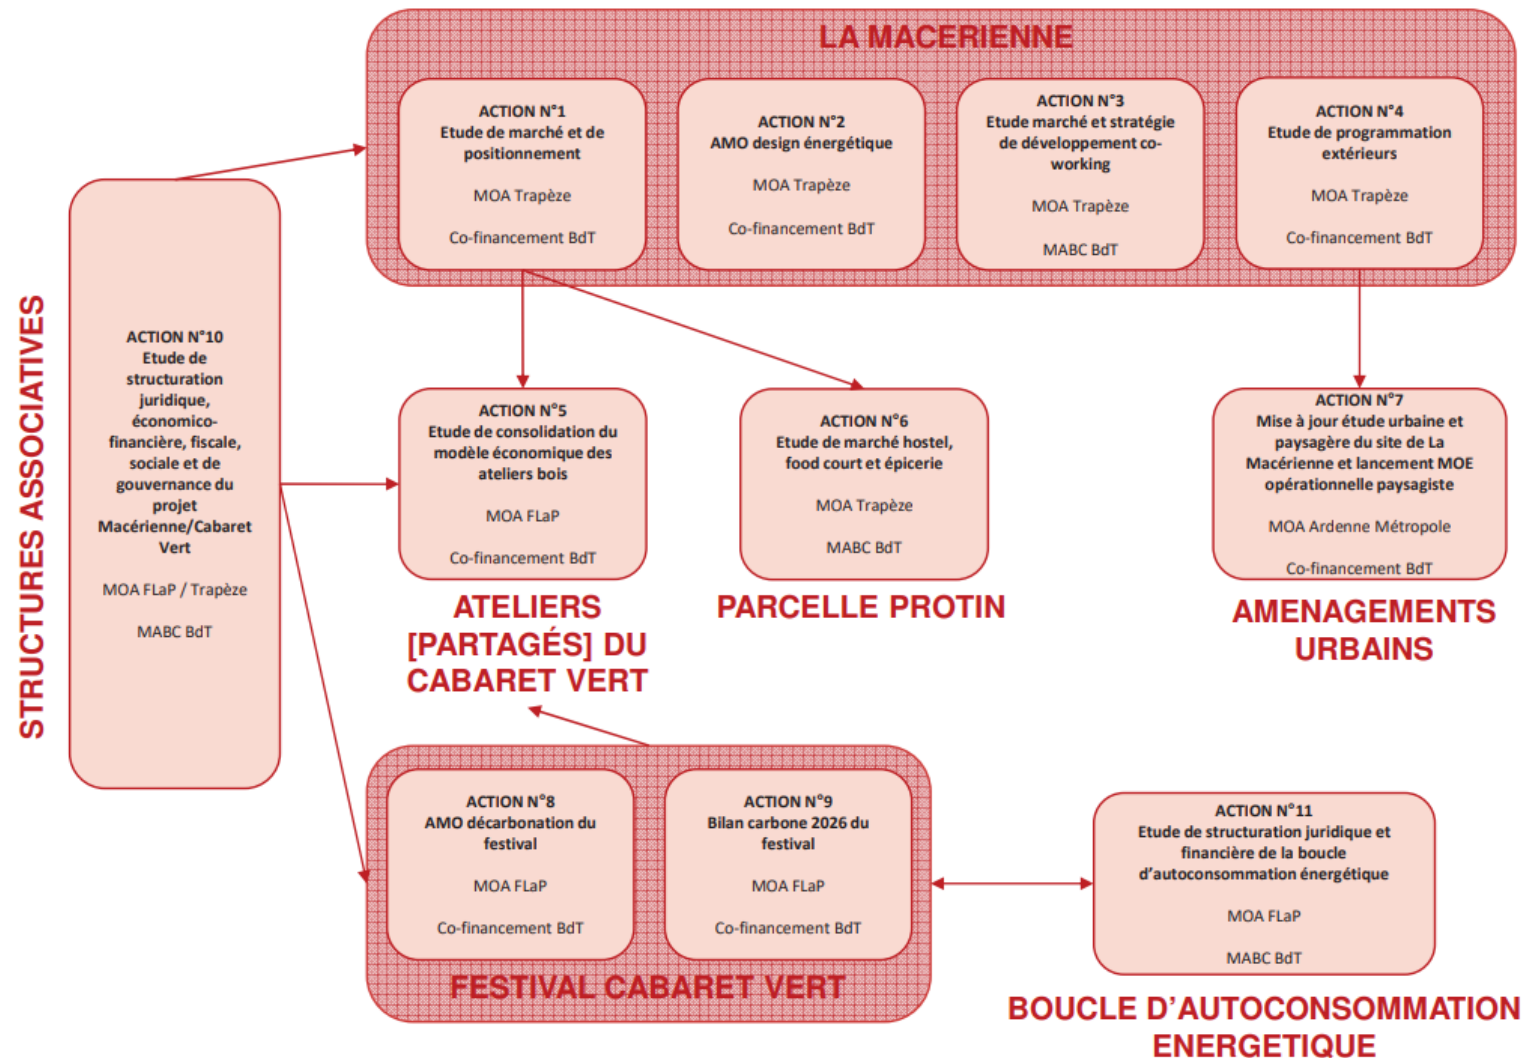 LA MACERIENNE
ACTION N°1
Etude de marché et de
positionnement
MOA Trapèze
Co-financement BdT
ACTION N°2
AMO design énergétique
MOA Trapèze
Co-financement BdT
ACTION N°3
Etude marché et stratégie
de développement co-
working
MOA Trapèze
MABC BdT
ACTION N°4
Etude de programmation
extérieurs
MOA Trapèze
Co-financement BdT
STRUCTURES ASSOCIATIVES
ACTION N°10
Etude de
structuration
juridique,
économico-
financière, fiscale,
sociale et de
gouvernance du
projet
Macérienne/Cabaret
Vert
MOA FLaP / Trapèze
MABC BdT
ACTION N°5
Etude de consolidation du
modèle économique des
ateliers bois
MOA FLaP
Co-financement BdT
ATELIERS
[PARTAGÉS] DU
CABARET VERT
ACTION N°6
Etude de marché hostel,
food court et épicerie
MOA Trapèze
MABC BdT
PARCELLE PROTIN
ACTION N°7
Mise à jour étude urbaine et
paysagère du site de La
Macérienne et lancement MOE
opérationnelle paysagiste
MOA Ardenne Métropole
Co-financement BdT
AMENAGEMENTS
URBAINS
ACTION N°8
AMO décarbonation du
festival
MOA FLaP
Co-financement BdT
ACTION N°9
Bilan carbone 2026 du
festival
MOA FLaP
Co-financement BdT
FESTIVAL CABARET VERT
ACTION N°11
Etude de structuration juridique et
financière de la boucle
d'autoconsommation énergétique
MOA FLaP
MABC BdT
BOUCLE D'AUTOCONSOMMATION
ENERGETIQUE